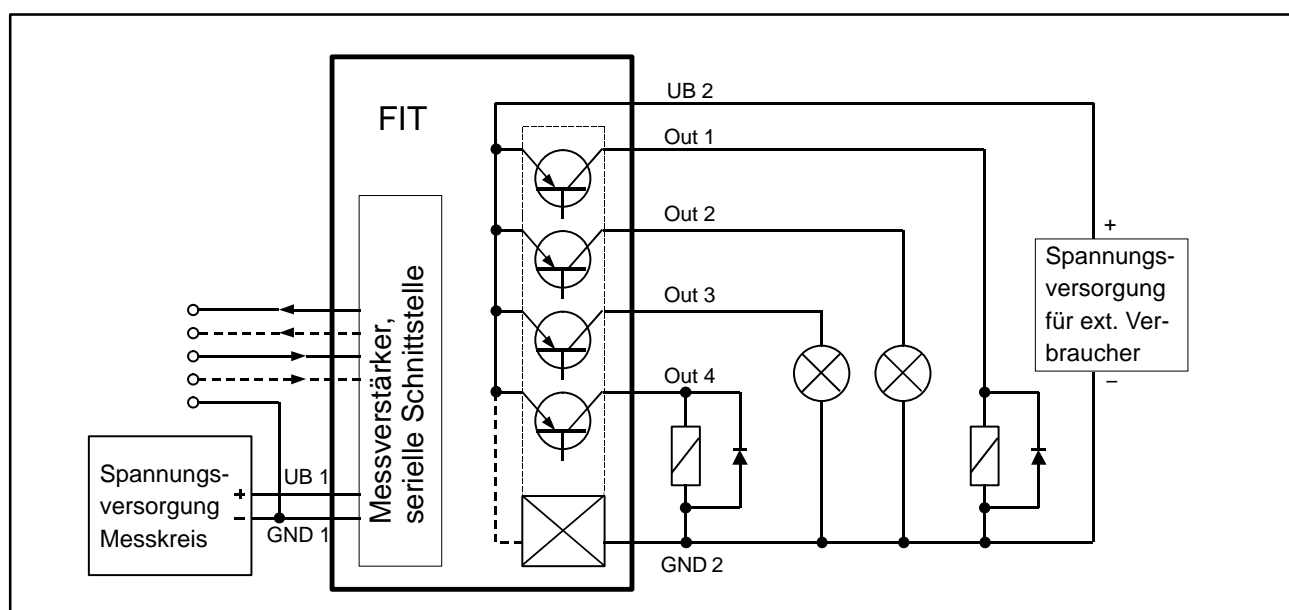 UB 2
FIT
Out 1
Out 2
Out 3
Out 4
Messverstärker,
serielle Schnittstelle
+
Spannungs-
versorgung
für ext. Ver-
braucher
−
Spannungs-
versorgung
Messkreis
+
−
UB 1
GND 1
GND 2